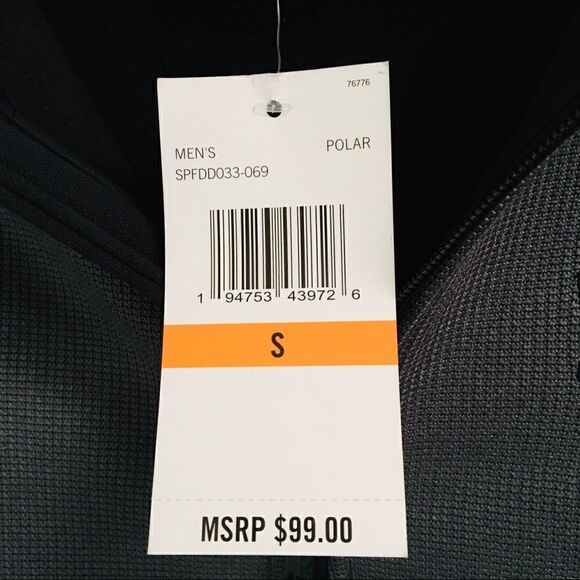 76776
MEN'S POLAR
SPFDD033-069
1 94753 43972 6
S
MSRP $99.00